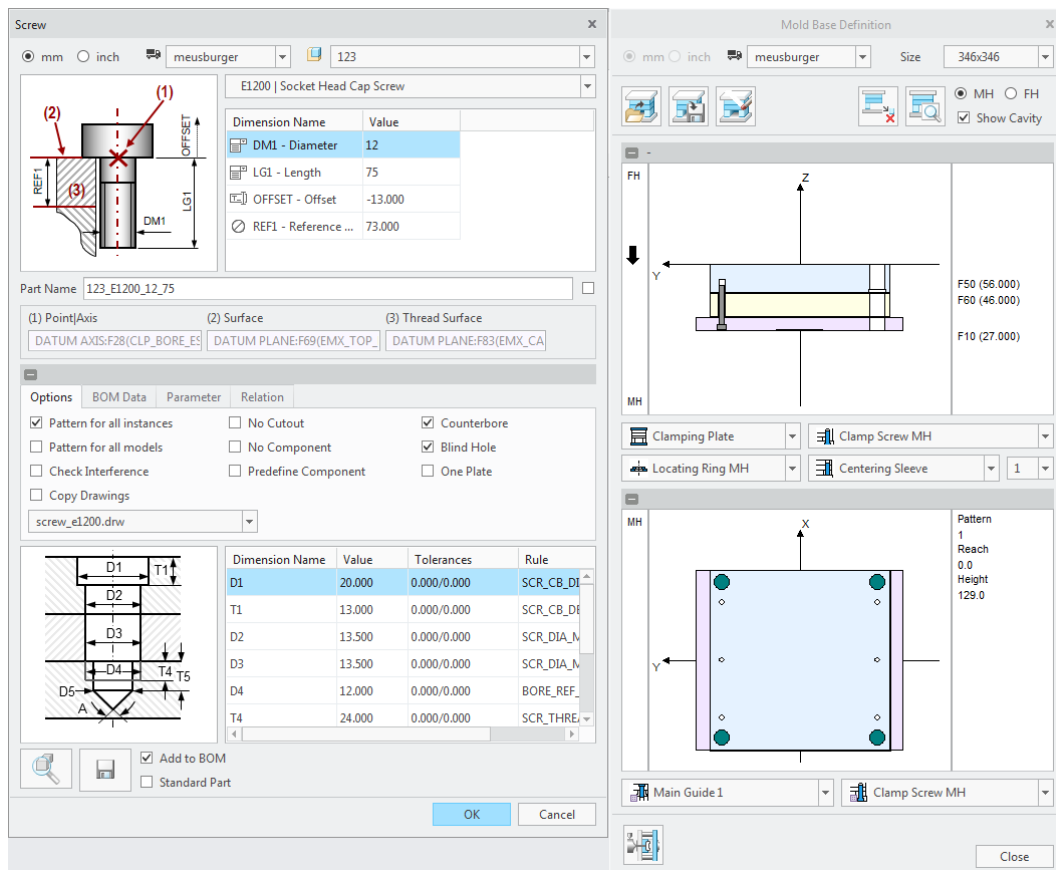 Screw
x
mm
inch
meusburger
123
E1200 | Socket Head Cap Screw
(1)
(2)
(3)
OFFSET
REF1
LG1
DM1
Dimension Name Value
DM1 - Diameter 12
LG1 - Length 75
OFFSET - Offset -13.000
REF1 - Reference ... 73.000
Part Name 123_E1200_12_75
(1) Point|Axis (2) Surface (3) Thread Surface
DATUM AXIS:F28(CLP_BORE_ES DATUM PLANE:F69(EMX_TOP_ DATUM PLANE:F83(EMX_CA
Options BOM Data Parameter Relation
Pattern for all instances No Cutout Counterbore
Pattern for all models No Component Blind Hole
Check Interference Predefine Component One Plate
Copy Drawings
screw_e1200.drw
D1
T1
D2
D3
D4
T4
T5
D5
A
Dimension Name Value Tolerances Rule
D1 20.000 0.000/0.000 SCR_CB_DI
T1 13.000 0.000/0.000 SCR_CB_DE
D2 13.500 0.000/0.000 SCR_DIA_M
D3 13.500 0.000/0.000 SCR_DIA_M
D4 12.000 0.000/0.000 BORE_REF_
T4 24.000 0.000/0.000 SCR_THREA
Add to BOM
Standard Part
OK Cancel
Mold Base Definition
x
mm inch meusburger Size 346x346
MH FH
Show Cavity
-
FH
Z
Y
F50 (56.000)
F60 (46.000)
F10 (27.000)
MH
Clamping Plate Clamp Screw MH
Locating Ring MH Centering Sleeve 1
MH
X
Y
Pattern
1
Reach
0.0
Height
129.0
Main Guide 1 Clamp Screw MH
Close